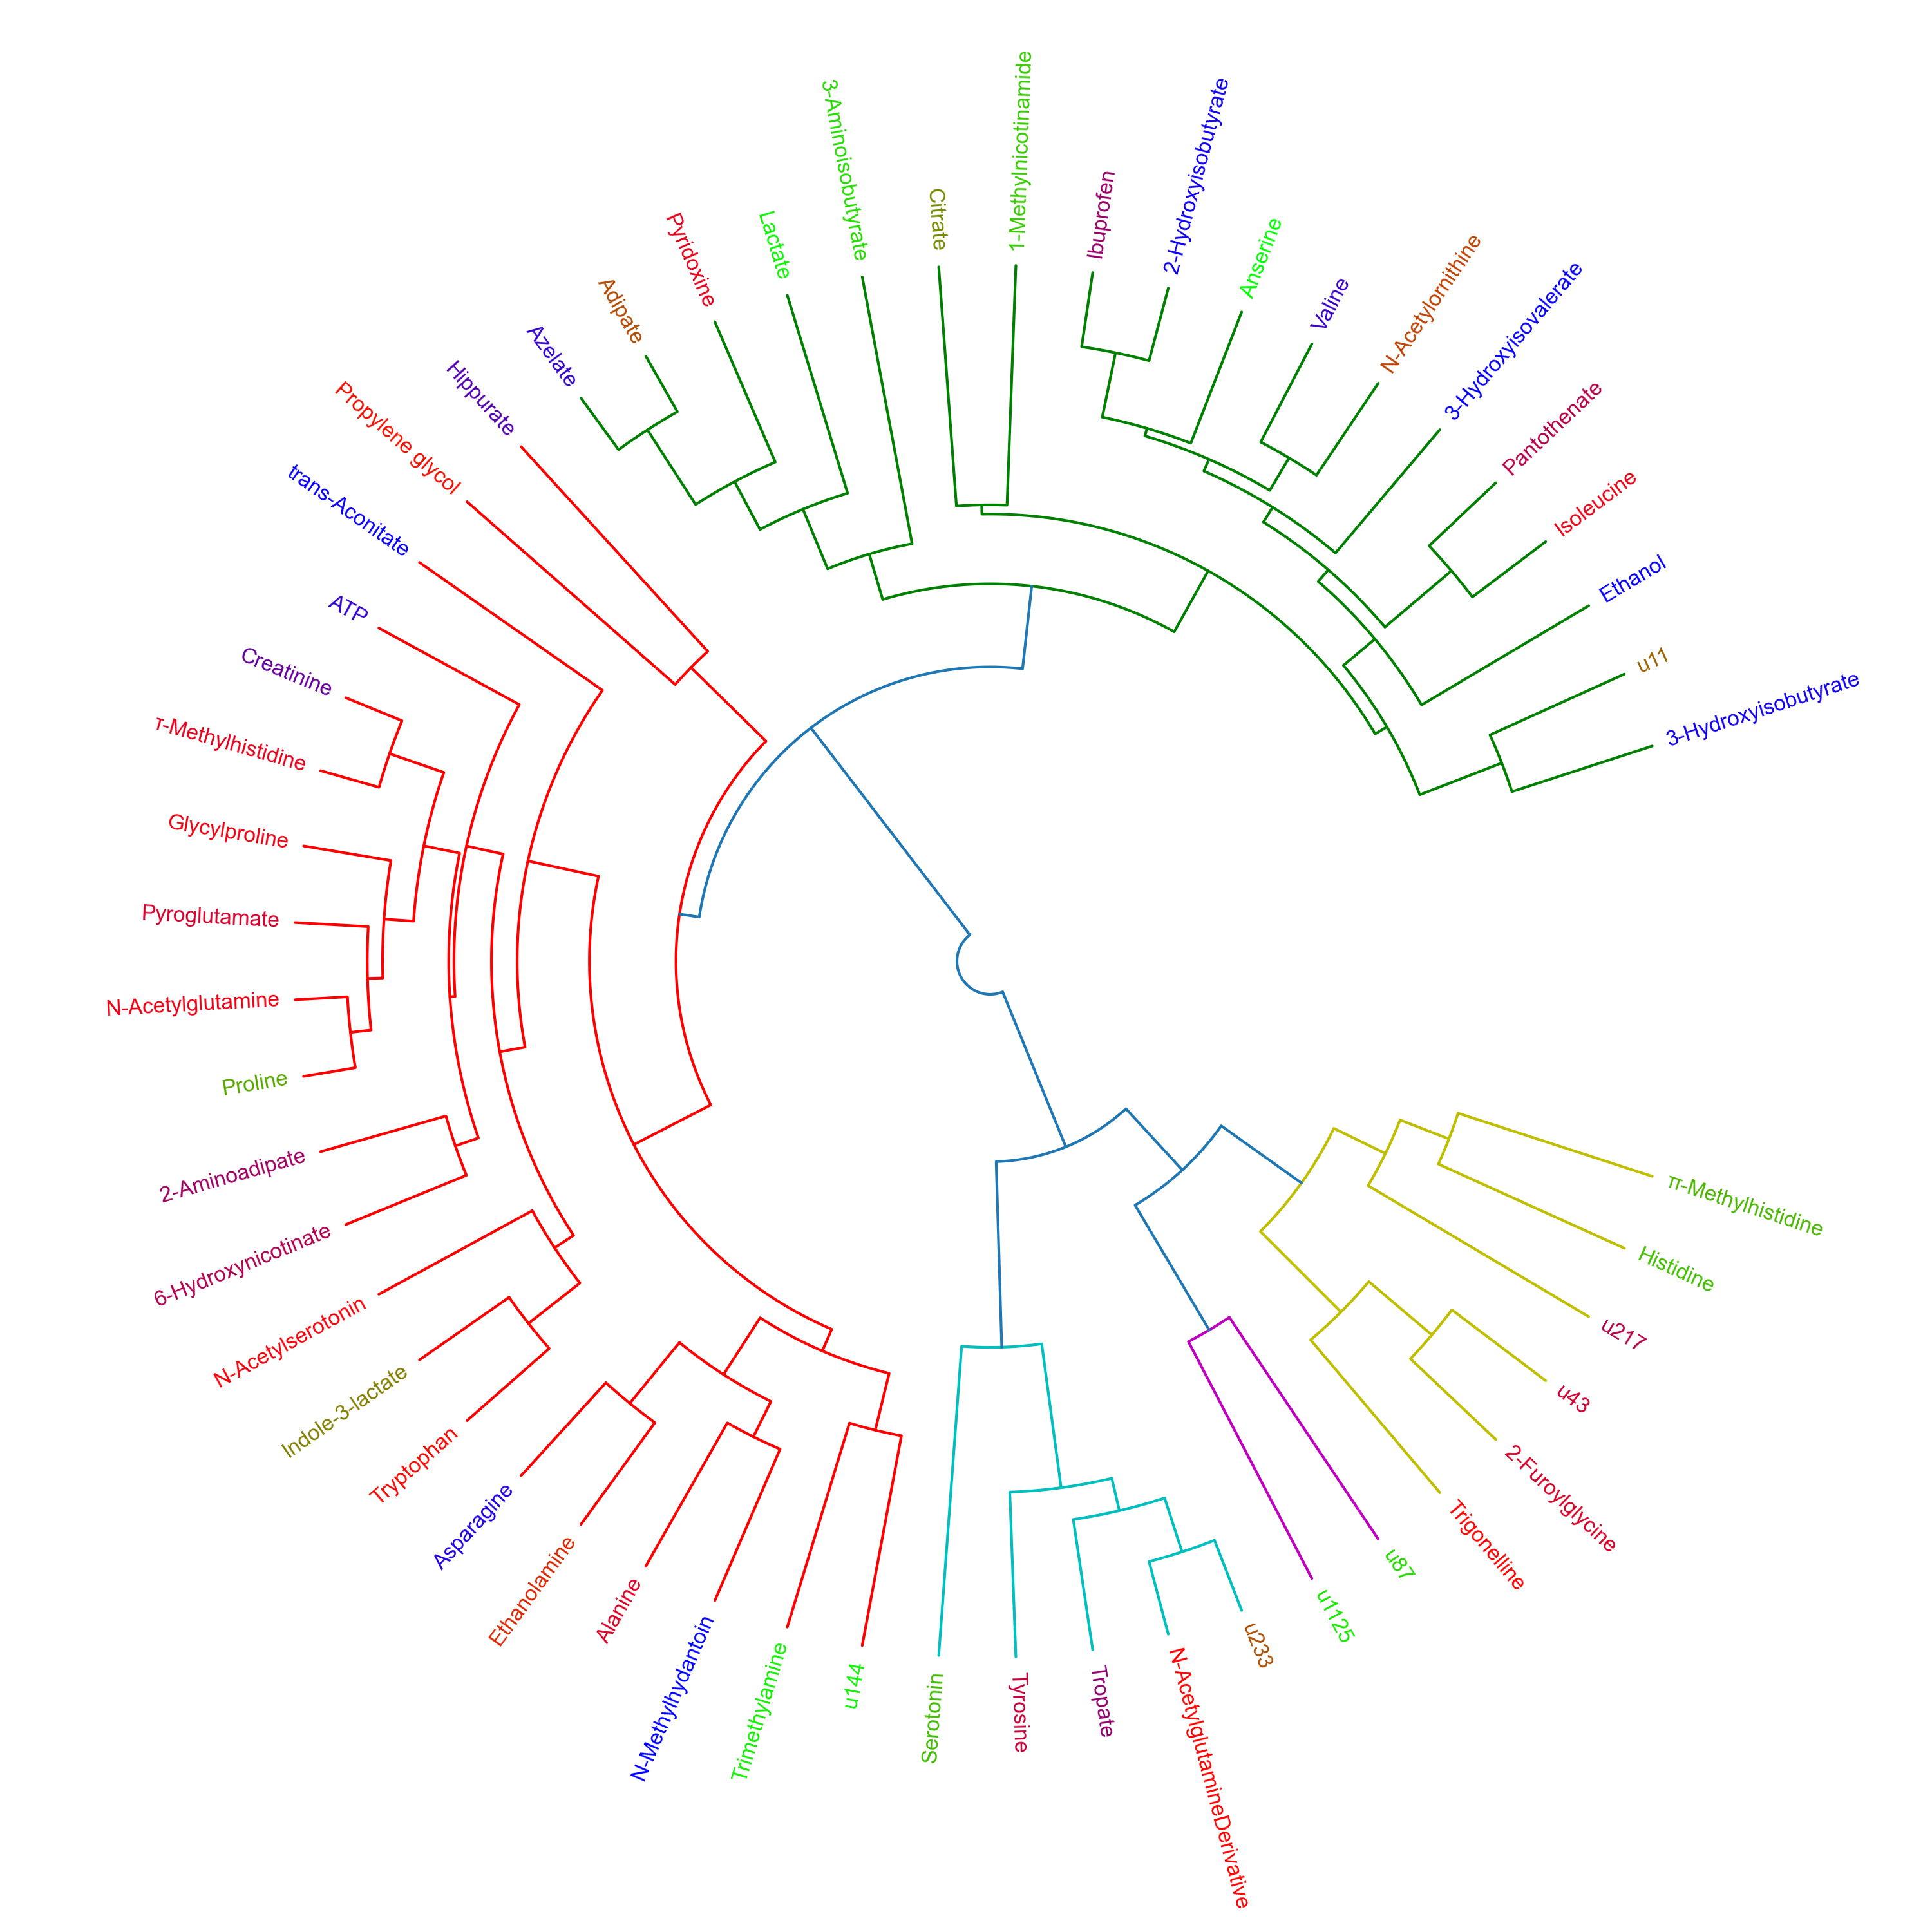 1-Methylnicotinamide
Ibuprofen
2-Hydroxyisobutyrate
Anserine
Valine
N-Acetylornithine
3-Hydroxyisovalerate
Pantothenate
Isoleucine
Ethanol
u11
3-Hydroxyisobutyrate
π-Methylhistidine
Histidine
u217
u43
2-Furoylglycine
Trigonelline
u87
u1125
u233
N-AcetylglutamineDerivative
Tropate
Tyrosine
Serotonin
u144
Trimethylamine
N-Methylhydantoin
Alanine
Ethanolamine
Asparagine
Tryptophan
Indole-3-lactate
N-Acetylserotonin
6-Hydroxynicotinate
2-Aminoadipate
Proline
N-Acetylglutamine
Pyroglutamate
Glycylproline
τ-Methylhistidine
Creatinine
ATP
trans-Aconitate
Propylene glycol
Hippurate
Azelate
Adipate
Pyridoxine
Lactate
3-Aminoisobutyrate
Citrate